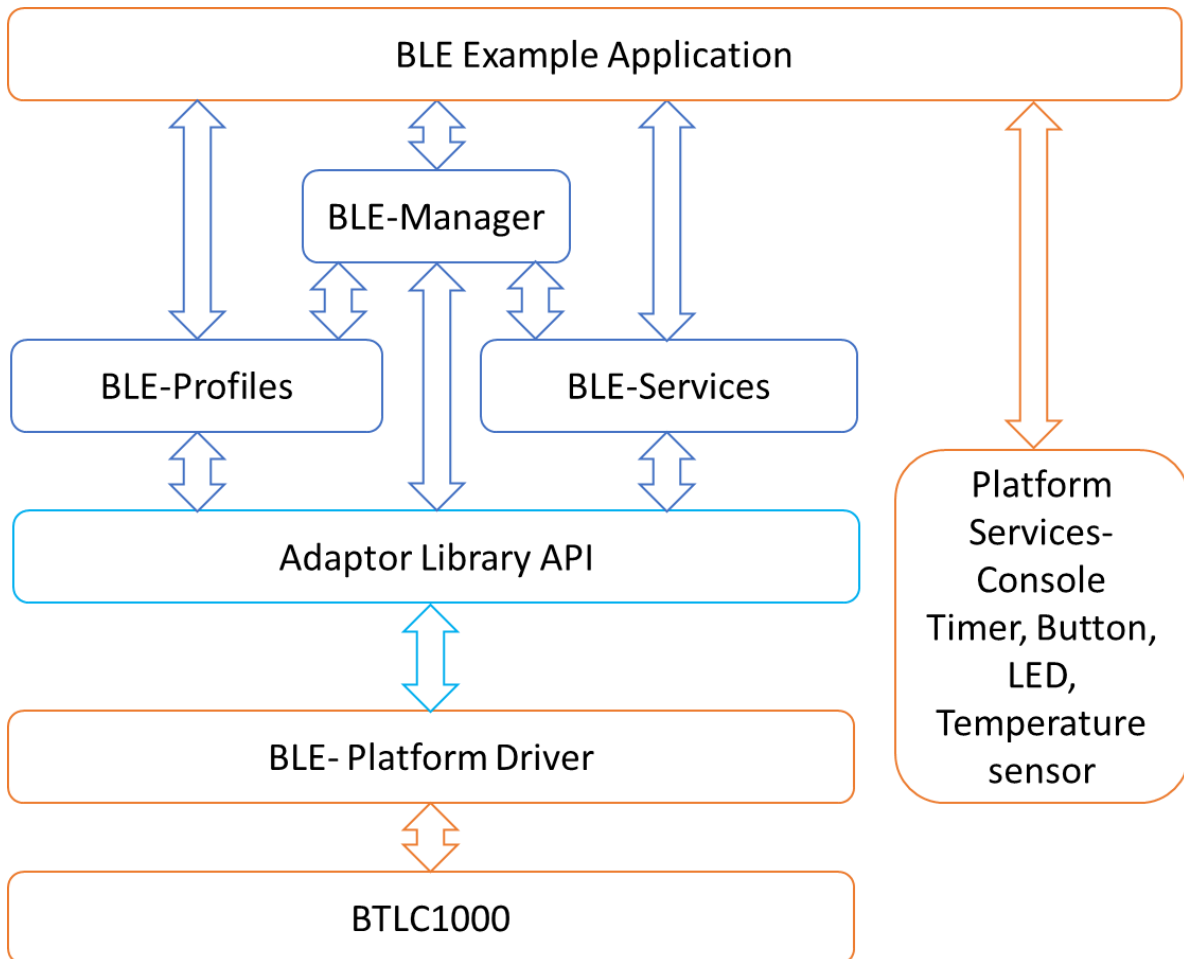 BLE Example Application
BLE-Manager
BLE-Profiles
BLE-Services
Adaptor Library API
BLE- Platform Driver
BTLC1000
Platform
Services-
Console
Timer, Button,
LED,
Temperature
sensor